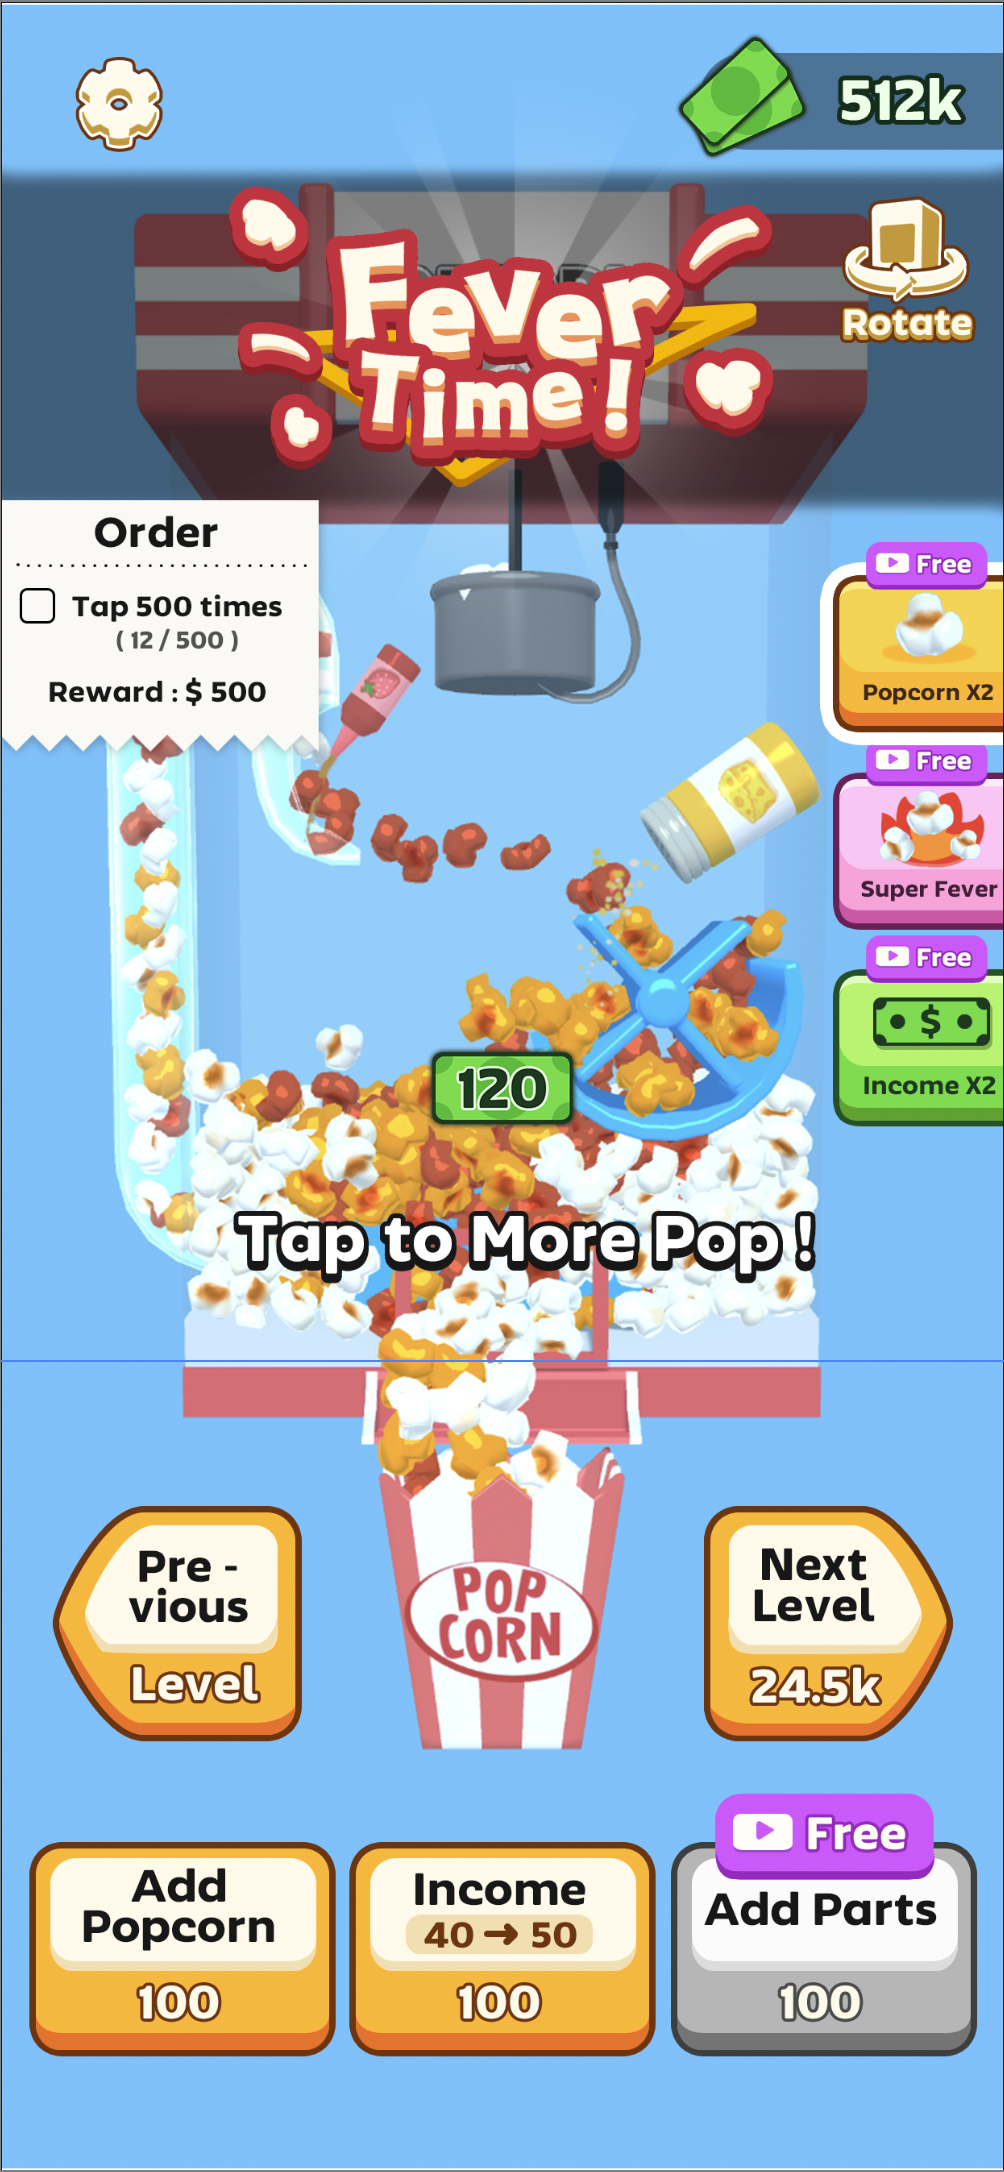 512k
Fever
Time!
Rotate
Order
Tap 500 times
( 12 / 500 )
Reward : $ 500
Free
Popcorn X2
Free
Super Fever
Free
$
Income X2
120
Tap to More Pop !
POP
CORN
Pre -
vious
Level
Next
Level
24.5k
Add
Popcorn
100
Income
40 → 50
100
Free
Add Parts
100